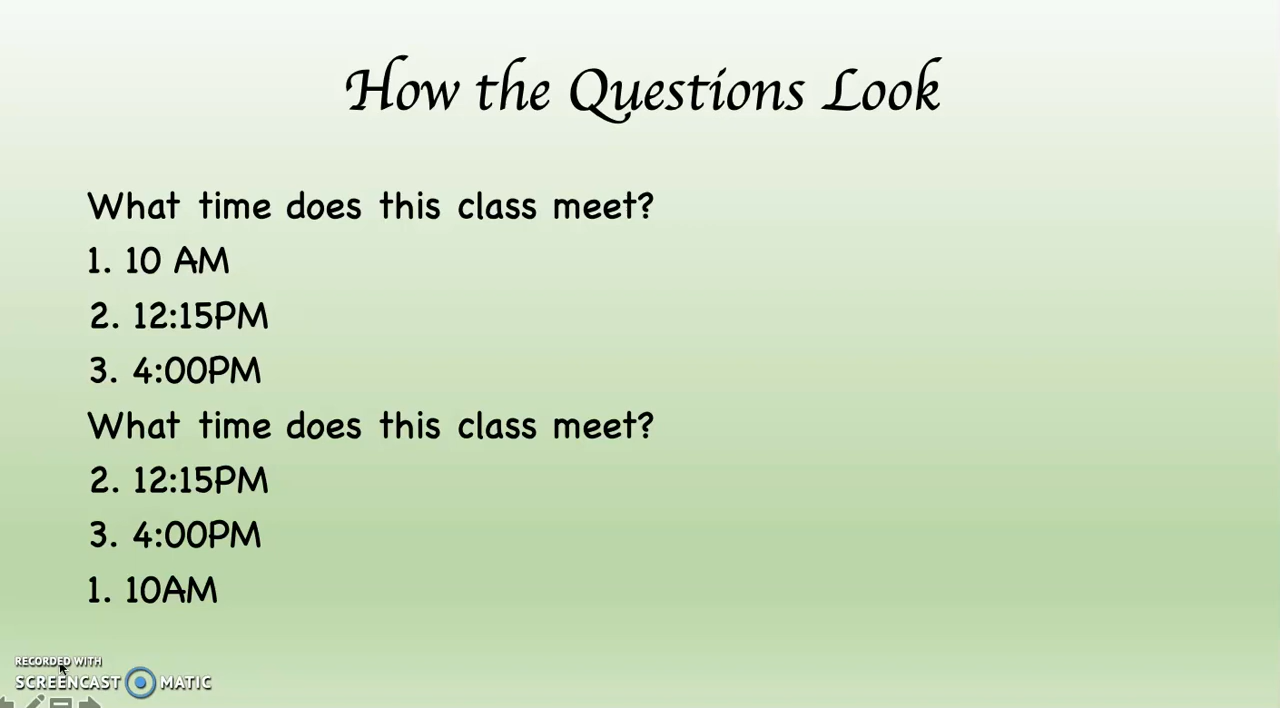 How the Questions Look
What time does this class meet?
1. 10 AM
2. 12:15PM
3. 4:00PM
What time does this class meet?
2. 12:15PM
3. 4:00PM
1. 10AM
RECORDED WITH
SCREENCAST MATIC